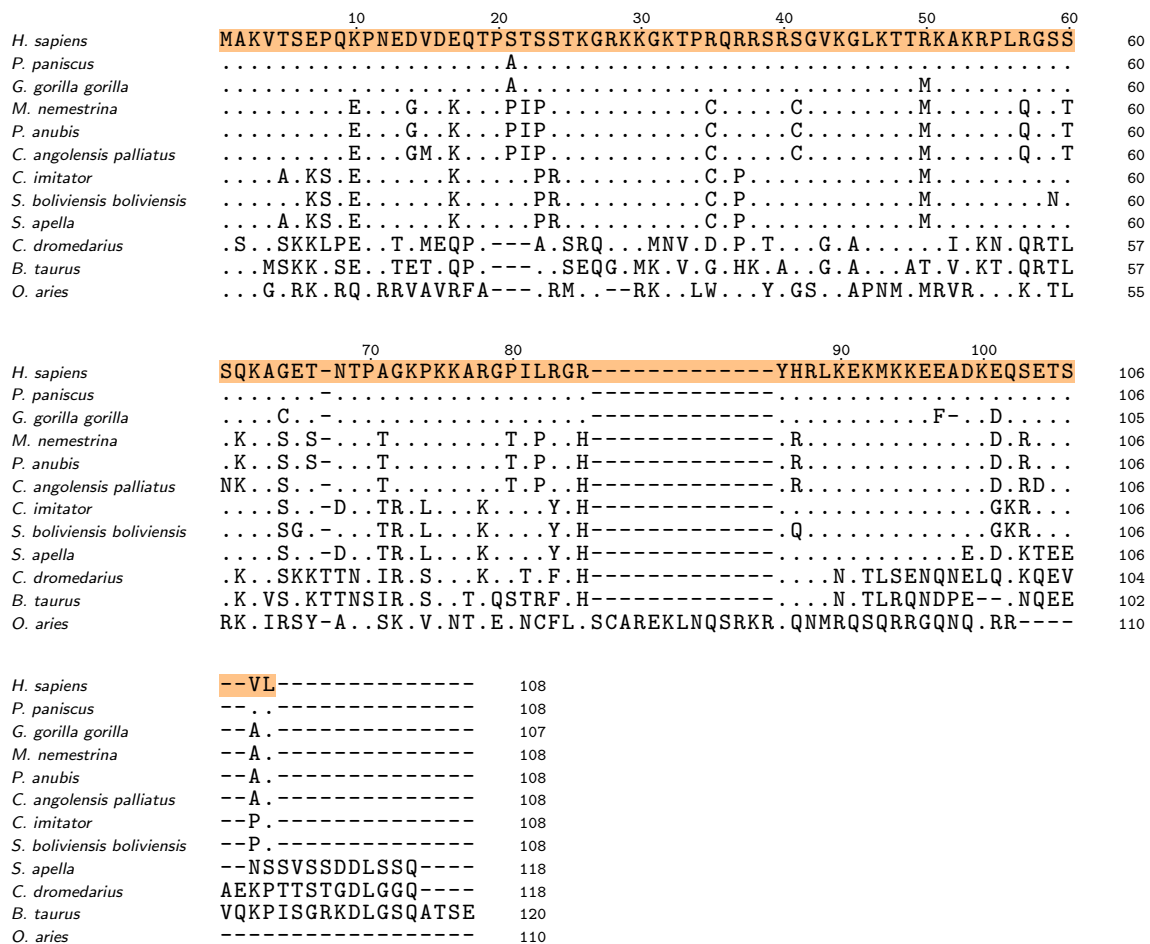 10 20 30 40 50 60
H. sapiens MAKVTSEPQKPNEDVDEQTPSTSSTKGRKKGKTPRQRRSRSGVKGLKTTRKAKRPLRGSS 60
P. paniscus ....................A....................................... 60
G. gorilla gorilla ....................A............................M.......... 60
M. nemestrina .........E...G..K...PIP...........C.....C........M......Q..T 60
P. anubis .........E...G..K...PIP...........C.....C........M......Q..T 60
C. angolensis palliatus .........E...GM.K...PIP...........C.....C........M......Q..T 60
C. imitator ....A.KS.E......K.....PR..........C.P............M.......... 60
S. boliviensis boliviensis ......KS.E......K.....PR..........C.P............M........N. 60
S. apella ....A.KS.E......K.....PR..........C.P............M.......... 60
C. dromedarius .S..SKKLPE..T.MEQP.---A.SRQ...MNV.D.P.T...G.A......I.KN.QRTL 57
B. taurus ...MSKK.SE..TET.QP.----..SEQG.MK.V.G.HK.A..G.A...AT.V.KT.QRTL 57
O. aries ...G.RK.RQ.RRVAVRFA---.RM..--RK..LW...Y.GS..APNM.MRVR...K.TL 55
70 80 90 100
H. sapiens SQKAGET-NTPAGKPKKARGPILRGR-------------YHRLKEKMKKEEADKEQSETS 106
P. paniscus .......-..................-------------..................... 106
G. gorilla gorilla ....C..-..................-------------...........F-..D..... 105
M. nemestrina .K..S.S-...T........T.P..H-------------.R.............D.R... 106
P. anubis .K..S.S-...T........T.P..H-------------.R.............D.R... 106
C. angolensis palliatus NK..S..-...T........T.P..H-------------.R.............D.RD.. 106
C. imitator ....S..-D..TR.L...K....Y.H-------------...............GKR... 106
S. boliviensis boliviensis ....SG.-...TR.L...K....Y.H-------------.Q.............GKR... 106
S. apella ....S..-D..TR.L...K....Y.H-------------.............E.D.KTEE 106
C. dromedarius .K..SKKTTN.IR.S...K..T.F.H-------------....N.TLSENQNELQ.KQEV 104
B. taurus .K.VS.KTTNSIR.S..T.QSTRF.H-------------....N.TLRQNDPE--.NQEE 102
O. aries RK.IRSY-A..SK.V.NT.E.NCFL.SCAREKLNQSRKR.QNMRQSQRRGQNQ.RR---- 110
H. sapiens --VL-------------- 108
P. paniscus --..-------------- 108
G. gorilla gorilla --A.-------------- 107
M. nemestrina --A.-------------- 108
P. anubis --A.-------------- 108
C. angolensis palliatus --A.-------------- 108
C. imitator --P.-------------- 108
S. boliviensis boliviensis --P.-------------- 108
S. apella --NSSVSSDDLSSQ---- 118
C. dromedarius AEKPTTSTGDLGGQ---- 118
B. taurus VQKPISGRKDLGSQATSE 120
O. aries ------------------ 110